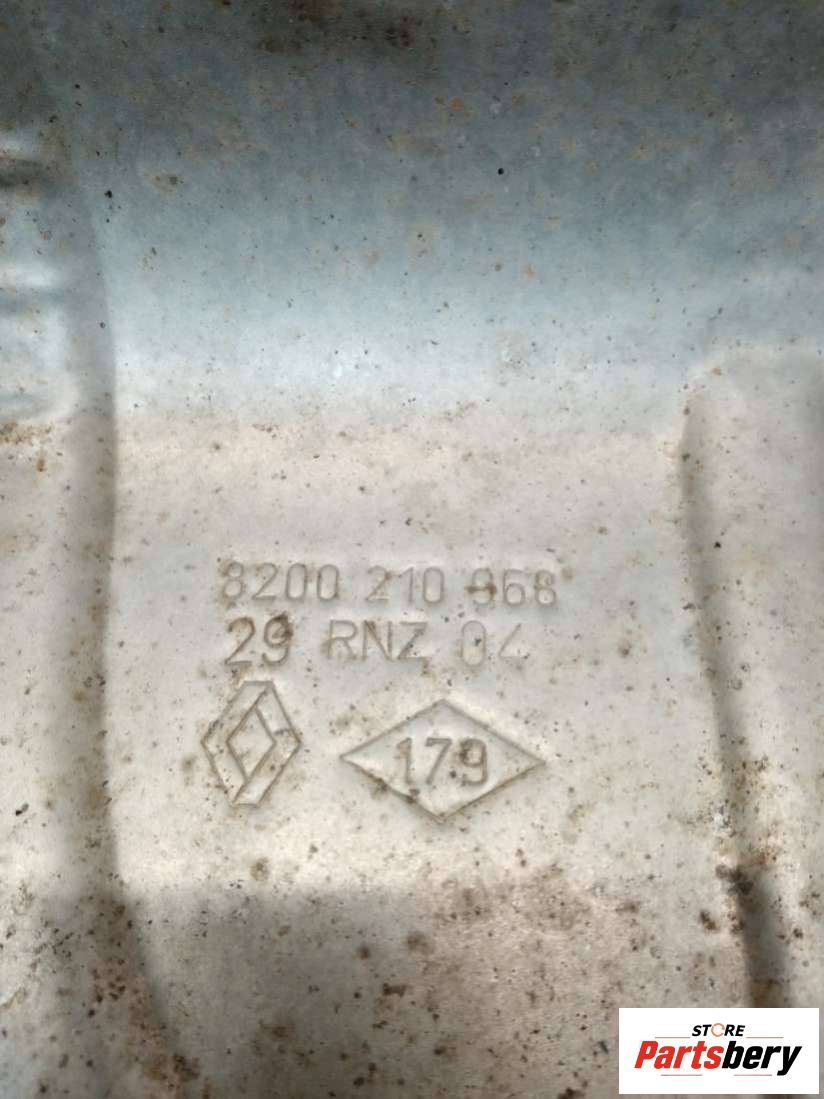 8200 210 968
29 RNZ 04
179
STORE
Partsbery